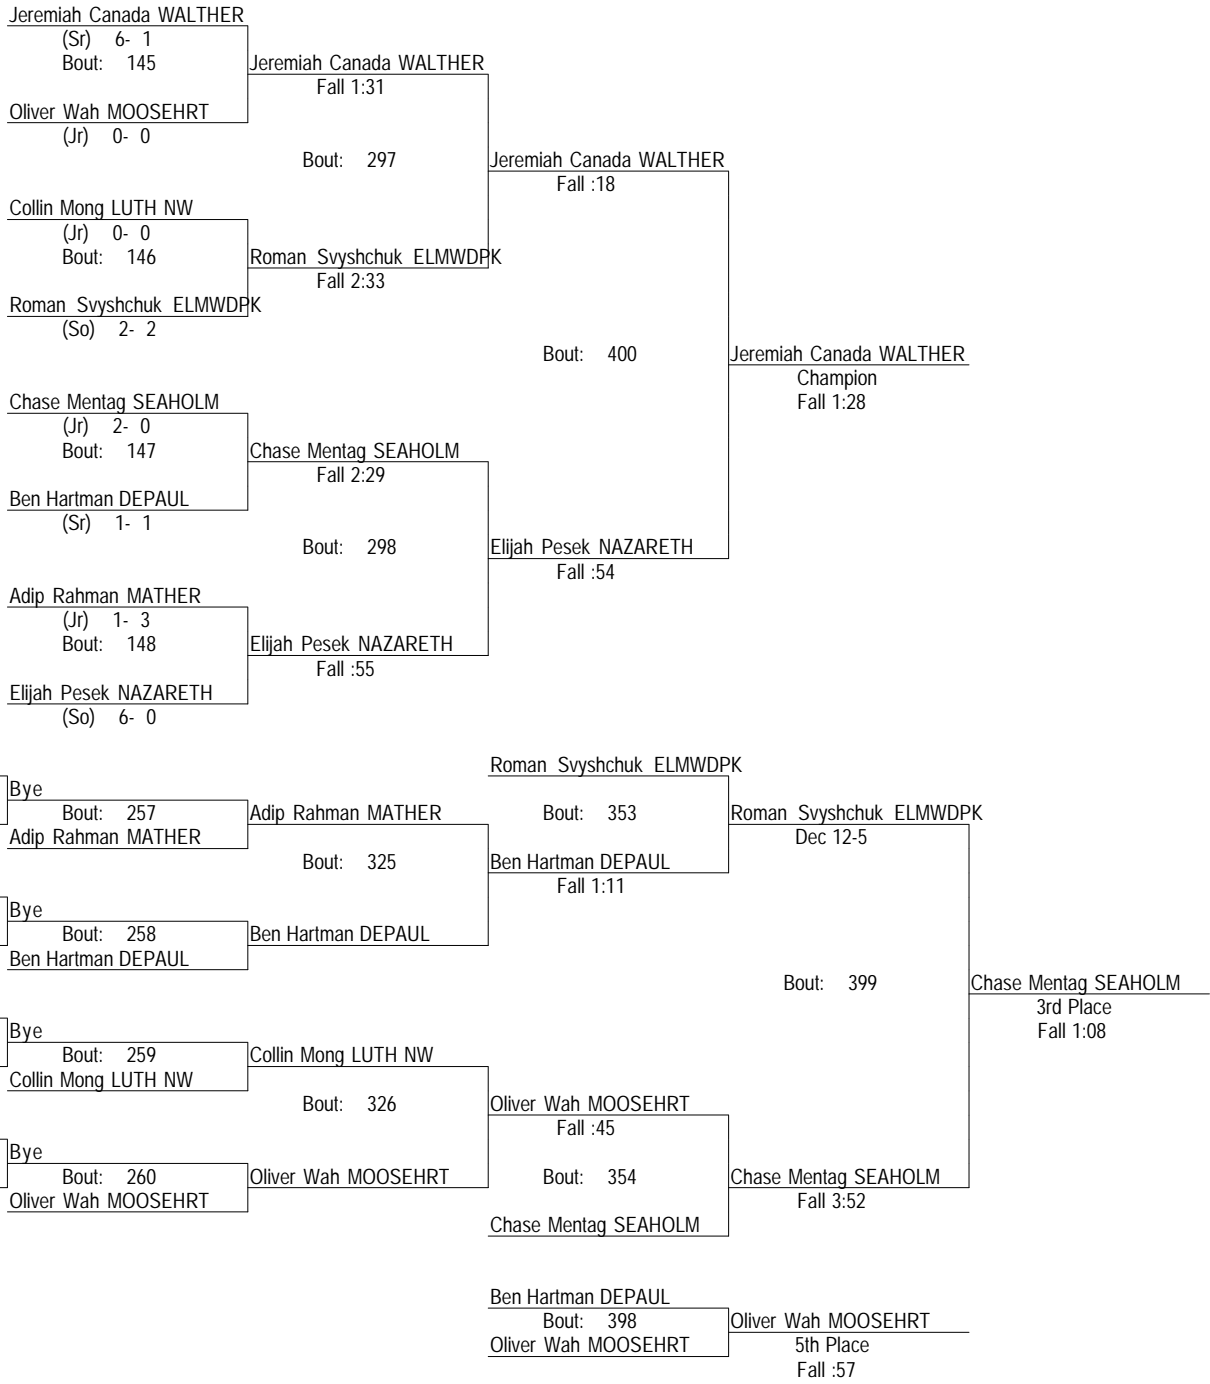 Jeremiah Canada WALTHER
(Sr) 6- 1
Bout: 145
Jeremiah Canada WALTHER
Fall 1:31
Oliver Wah MOOSEHRT
(Jr) 0- 0
Bout: 297
Jeremiah Canada WALTHER
Fall :18
Collin Mong LUTH NW
(Jr) 0- 0
Bout: 146
Roman Svyshchuk ELMWDPK
Fall 2:33
Roman Svyshchuk ELMWDPK
(So) 2- 2
Bout: 400
Jeremiah Canada WALTHER
Champion
Fall 1:28
Chase Mentag SEAHOLM
(Jr) 2- 0
Bout: 147
Chase Mentag SEAHOLM
Fall 2:29
Ben Hartman DEPAUL
(Sr) 1- 1
Bout: 298
Elijah Pesek NAZARETH
Fall :54
Adip Rahman MATHER
(Jr) 1- 3
Bout: 148
Elijah Pesek NAZARETH
Fall :55
Elijah Pesek NAZARETH
(So) 6- 0
Roman Svyshchuk ELMWDPK
Bye
Bout: 257
Adip Rahman MATHER
Bout: 353
Roman Svyshchuk ELMWDPK
Dec 12-5
Adip Rahman MATHER
Bout: 325
Ben Hartman DEPAUL
Fall 1:11
Bye
Bout: 258
Ben Hartman DEPAUL
Ben Hartman DEPAUL
Bout: 399
Chase Mentag SEAHOLM
3rd Place
Fall 1:08
Bye
Bout: 259
Collin Mong LUTH NW
Collin Mong LUTH NW
Bout: 326
Oliver Wah MOOSEHRT
Fall :45
Bye
Bout: 260
Oliver Wah MOOSEHRT
Bout: 354
Chase Mentag SEAHOLM
Fall 3:52
Oliver Wah MOOSEHRT
Chase Mentag SEAHOLM
Ben Hartman DEPAUL
Bout: 398
Oliver Wah MOOSEHRT
Oliver Wah MOOSEHRT
5th Place
Fall :57